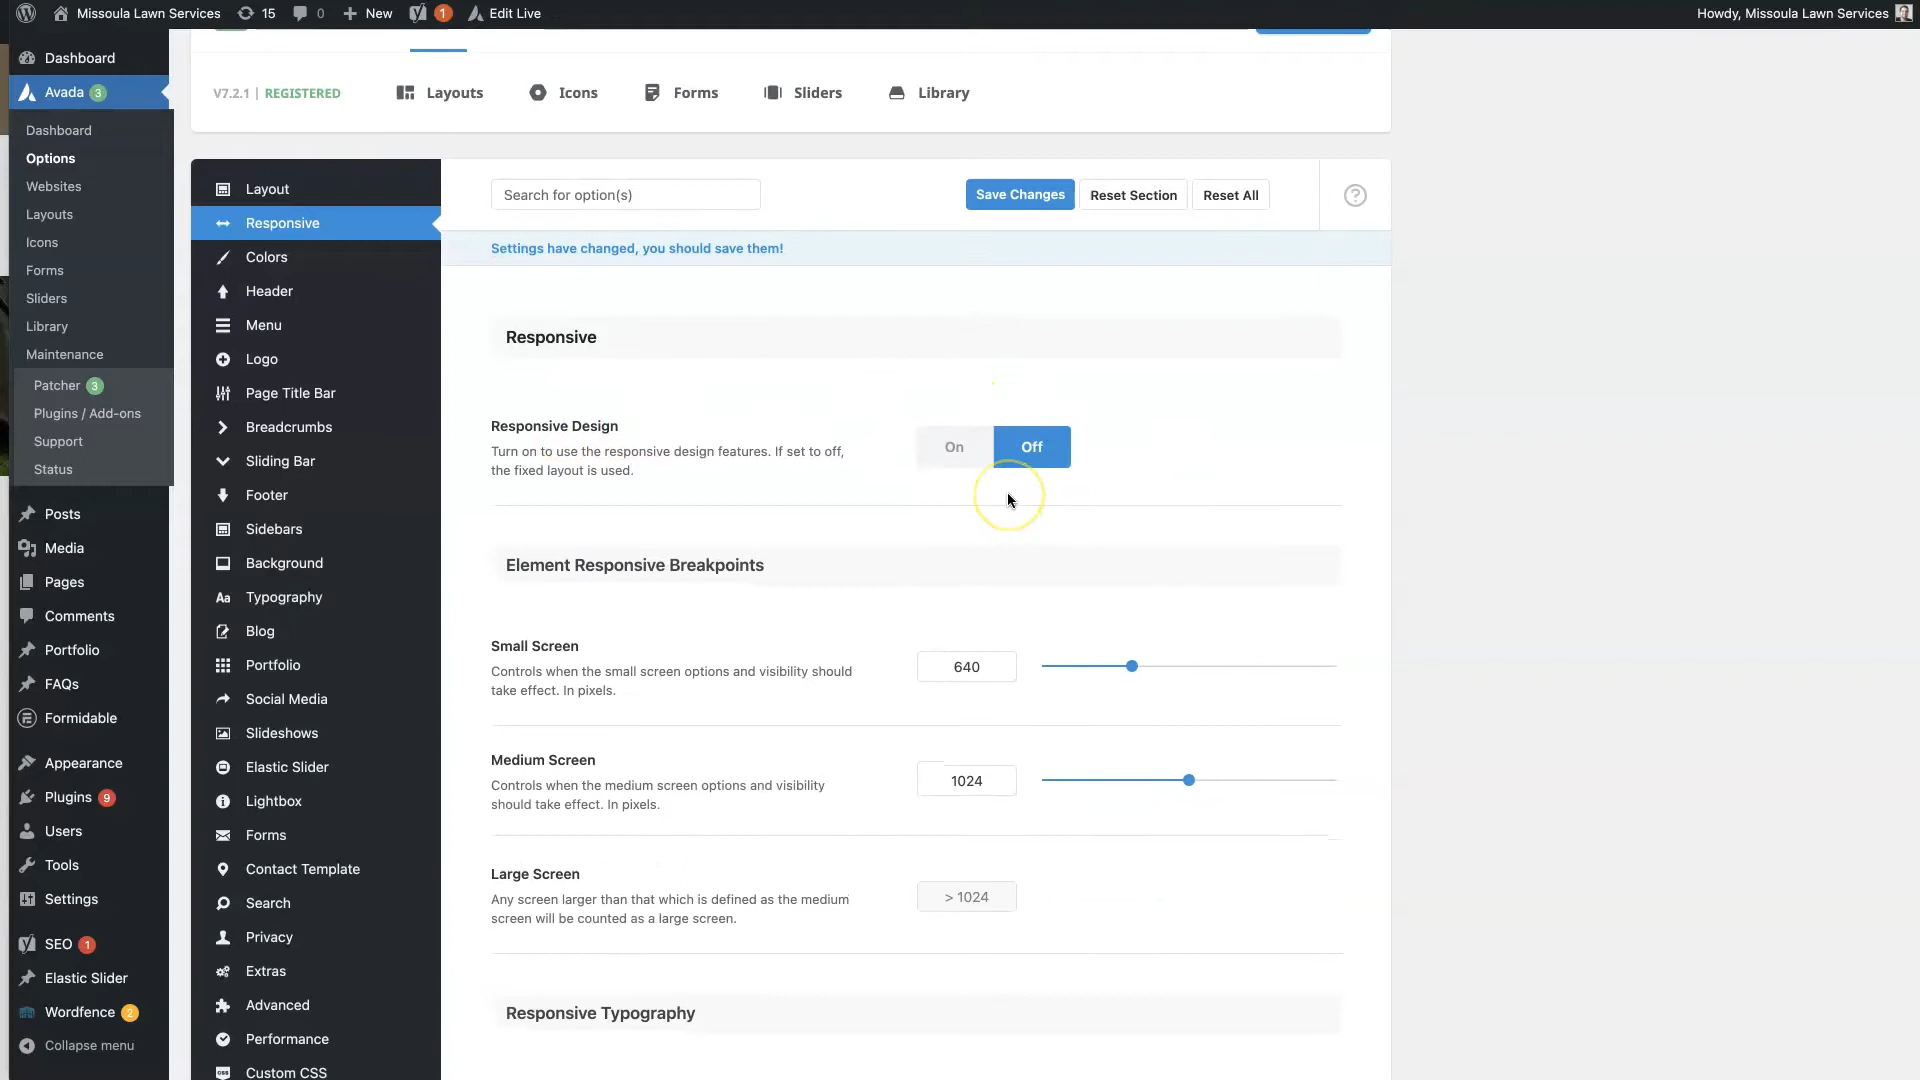 Missoula Lawn Services 15 0 New 1 Edit Live Howdy, Missoula Lawn Services
Dashboard
Avada 3
Dashboard
Options
Websites
Layouts
Icons
Forms
Sliders
Library
Maintenance
Patcher 3
Plugins / Add-ons
Support
Status
Posts
Media
Pages
Comments
Portfolio
FAQs
Formidable
Appearance
Plugins 9
Users
Tools
Settings
SEO 1
Elastic Slider
Wordfence 2
Collapse menu
V7.2.1 | REGISTERED Layouts Icons Forms Sliders Library
Layout
Responsive
Colors
Header
Menu
Logo
Page Title Bar
Breadcrumbs
Sliding Bar
Footer
Sidebars
Background
Aa Typography
Blog
Portfolio
Social Media
Slideshows
Elastic Slider
Lightbox
Forms
Contact Template
Search
Privacy
Extras
Advanced
Performance
Custom CSS
Search for option(s) Save Changes Reset Section Reset All ?
Settings have changed, you should save them!
Responsive
Responsive Design
Turn on to use the responsive design features. If set to off,
the fixed layout is used.
On Off
Element Responsive Breakpoints
Small Screen
Controls when the small screen options and visibility should
take effect. In pixels.
640
Medium Screen
Controls when the medium screen options and visibility
should take effect. In pixels.
1024
Large Screen
Any screen larger than that which is defined as the medium
screen will be counted as a large screen.
> 1024
Responsive Typography